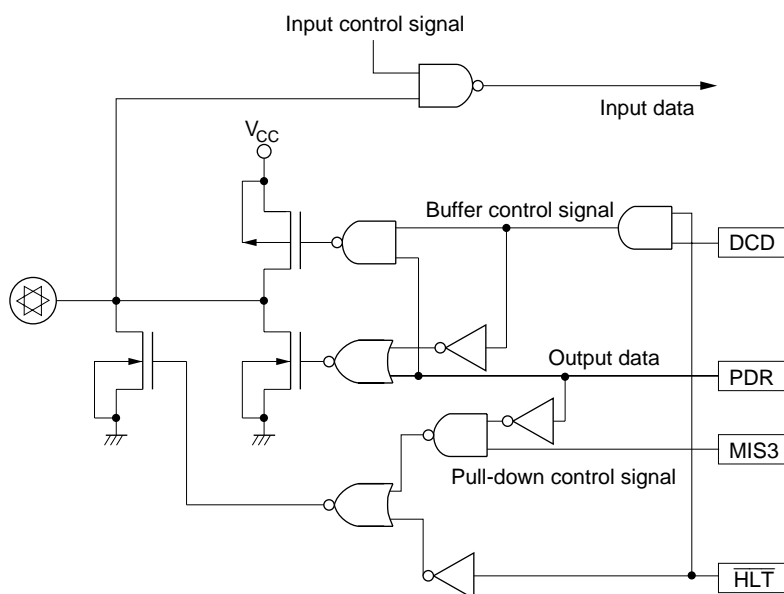 Input control signal
Input data
VCC
Buffer control signal
DCD
Output data
PDR
MIS3
Pull-down control signal
HLT